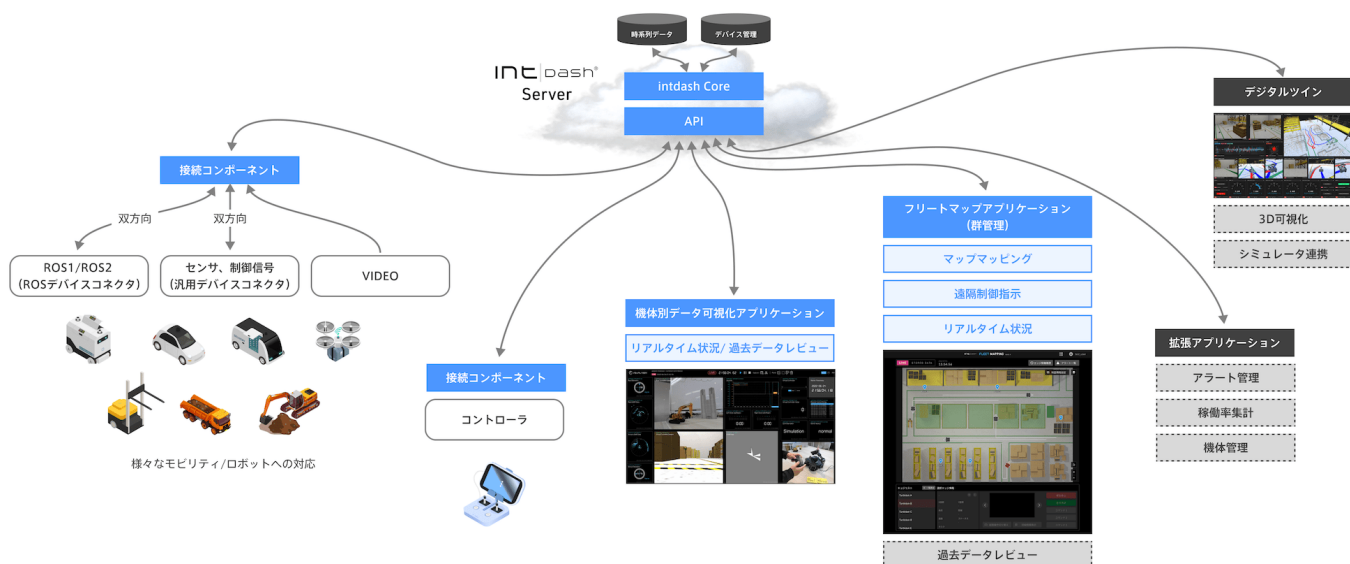 時系列データ
デバイス管理
intdash®
Server
intdash Core
API
接続コンポーネント
双方向
双方向
ROS1/ROS2
(ROSデバイスコネクタ)
センサ、制御信号
(汎用デバイスコネクタ)
VIDEO
様々なモビリティ/ロボットへの対応
接続コンポーネント
コントローラ
機体別データ可視化アプリケーション
リアルタイム状況/ 過去データレビュー
0:00
0:00
Simulation
normal
フリートマップアプリケーション
(群管理)
マップマッピング
遠隔制御指示
リアルタイム状況
過去データレビュー
デジタルツイン
3D可視化
シミュレータ連携
拡張アプリケーション
アラート管理
稼働率集計
機体管理